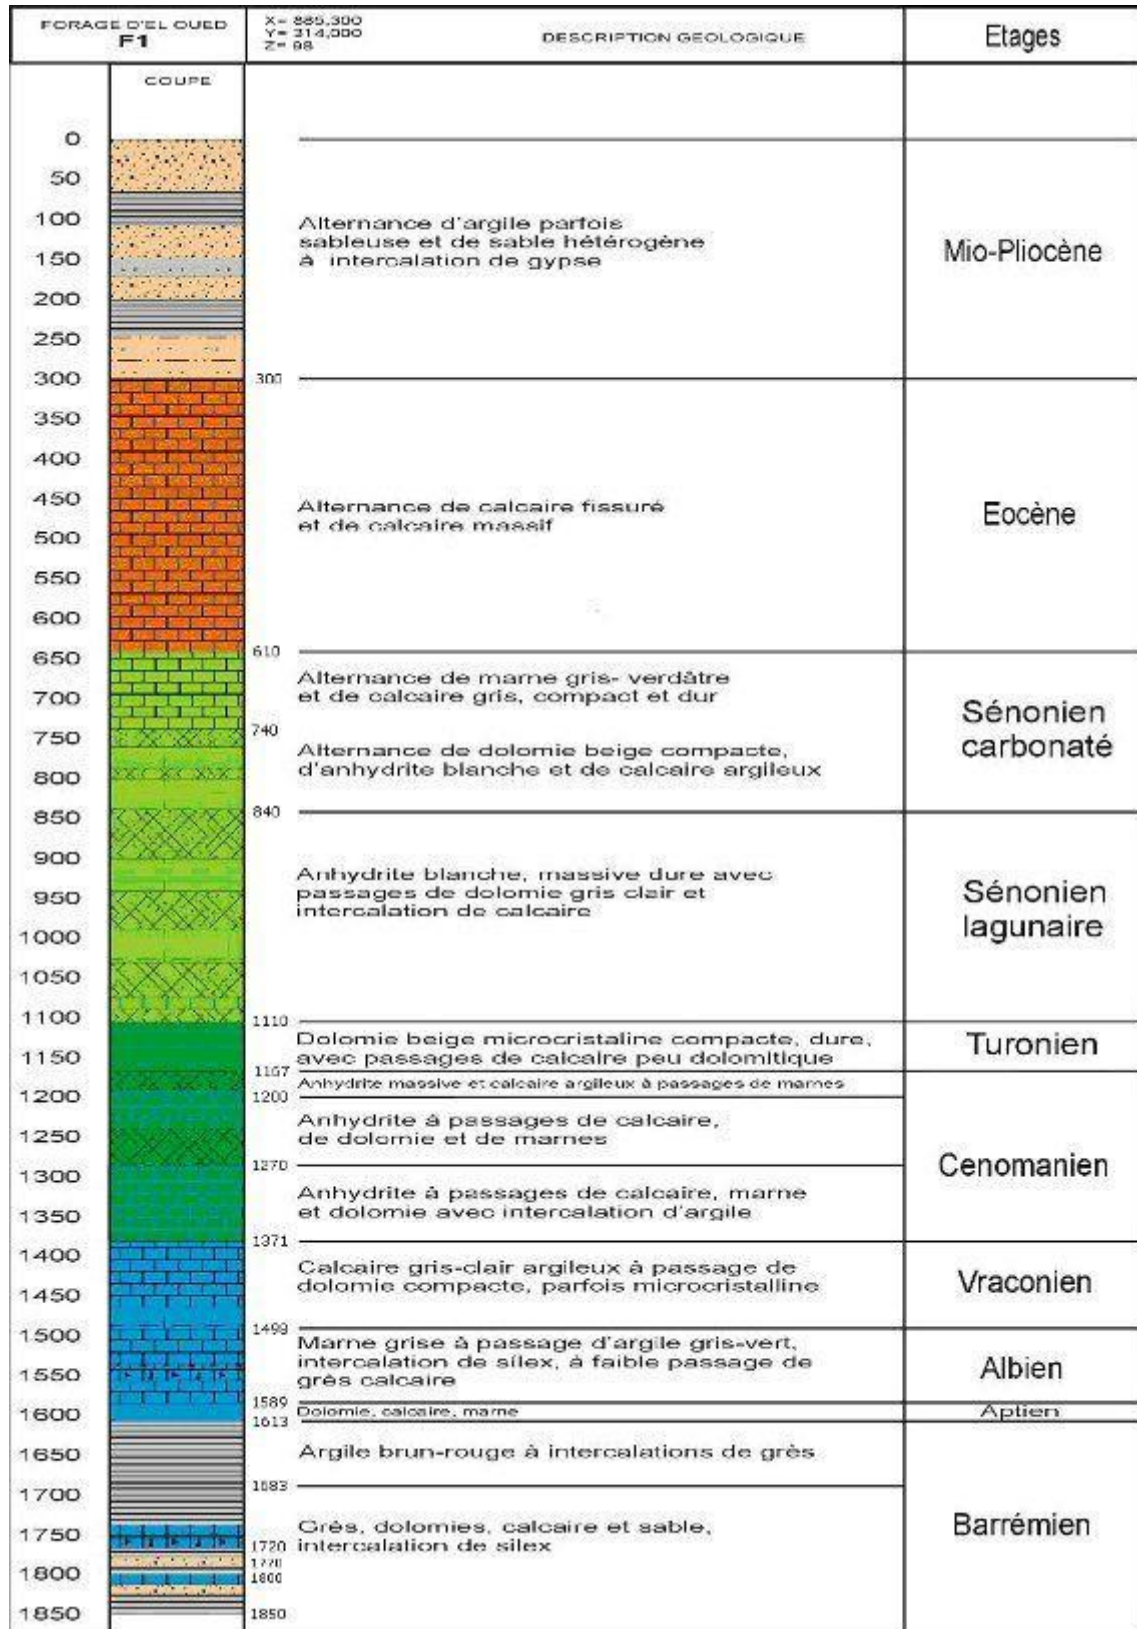 FORAGE D'EL OUED
F1
X= 885,300
Y= 314,000
Z= 98
DESCRIPTION GEOLOGIQUE
Etages
COUPE
0
50
100
150
200
250
300
350
400
450
500
550
600
650
700
750
800
850
900
950
1000
1050
1100
1150
1200
1250
1300
1350
1400
1450
1500
1550
1600
1650
1700
1750
1800
1850
300
610
740
840
1110
1167
1200
1270
1371
1499
1589
1613
1683
1720
1770
1800
1850
Alternance d'argile parfois
sableuse et de sable hétérogène
à intercalation de gypse
Mio-Pliocène
Alternance de calcaire fissuré
et de calcaire massif
Eocène
Alternance de marne gris- verdâtre
et de calcaire gris, compact et dur
Alternance de dolomie beige compacte,
d'anhydrite blanche et de calcaire argileux
Sénonien
carbonaté
Anhydrite blanche, massive dure avec
passages de dolomie gris clair et
intercalation de calcaire
Sénonien
lagunaire
Dolomie beige microcristaline compacte, dure,
avec passages de calcaire peu dolomitique
Turonien
Anhydrite massive et calcaire argileux à passages de marnes
Anhydrite à passages de calcaire,
de dolomie et de marnes
Anhydrite à passages de calcaire, marne
et dolomie avec intercalation d'argile
Cenomanien
Calcaire gris-clair argileux à passage de
dolomie compacte, parfois microcristalline
Vraconien
Marne grise à passage d'argile gris-vert,
intercalation de silex, à faible passage de
grès calcaire
Albien
Dolomie, calcaire, marne
Aptien
Argile brun-rouge à intercalations de grès
Grès, dolomies, calcaire et sable,
intercalation de silex
Barrémien